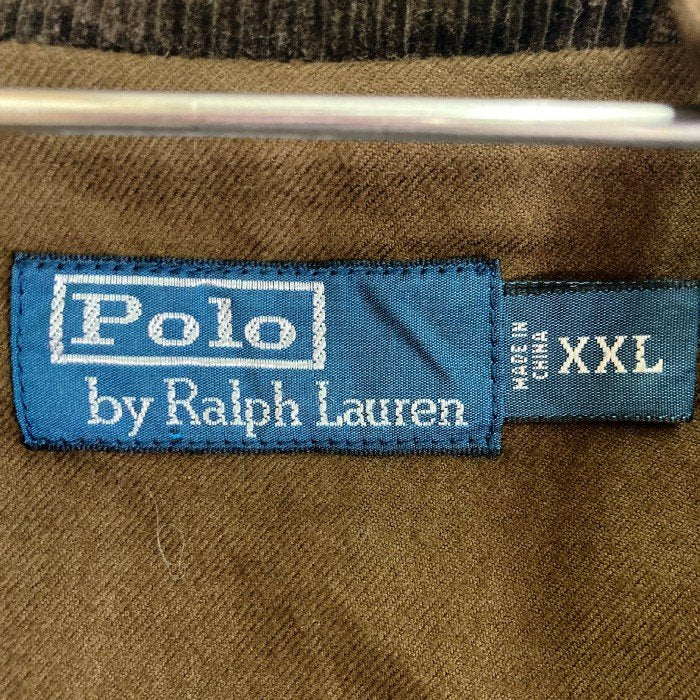 Polo
by Ralph Lauren
MADE IN
CHINA
XXL